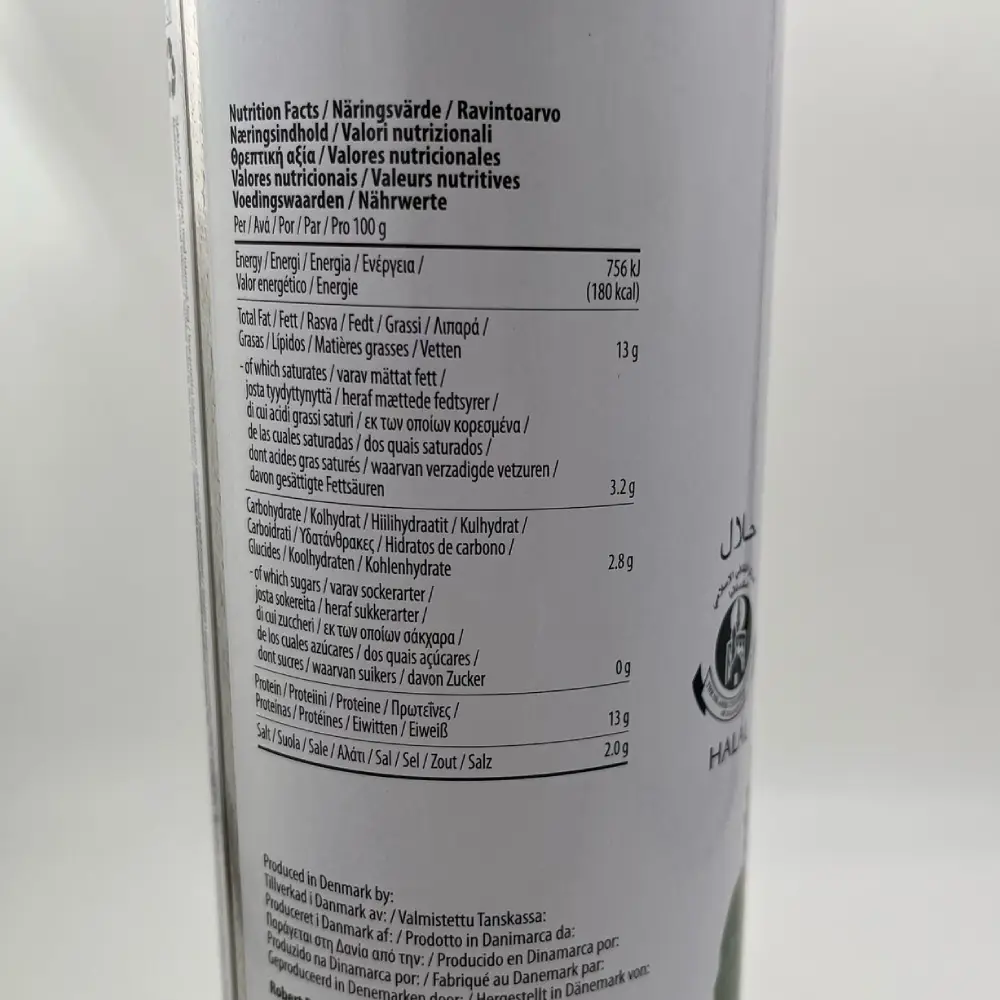 Nutrition Facts / Näringsvärde / Ravintoarvo
Næringsindhold / Valori nutrizionali
Θρεπτική αξία / Valores nutricionales
Valores nutricionais / Valeurs nutritives
Voedingswaarden / Nährwerte
Per / Ανά / Por / Par / Pro 100 g
Energy / Energi / Energia / Ενέργεια /
Valor energético / Energie
756 kJ
(180 kcal)
Total Fat / Fett / Rasva / Fedt / Grassi / Λιπαρά /
Grasas / Lípidos / Matières grasses / Vetten
13 g
- of which saturates / varav mättat fett /
josta tyydyttynyttä / heraf mættede fedtsyrer /
di cui acidi grassi saturi / εκ των οποίων κορεσμένα /
de las cuales saturadas / dos quais saturados /
dont acides gras saturés / waarvan verzadigde vetzuren /
davon gesättigte Fettsäuren
3.2 g
Carbohydrate / Kolhydrat / Hiilihydraatit / Kulhydrat /
Carboidrati / Υδατάνθρακες / Hidratos de carbono /
Glucides / Koolhydraten / Kohlenhydrate
2.8 g
- of which sugars / varav sockerarter /
josta sokereita / heraf sukkerarter /
di cui zuccheri / εκ των οποίων σάκχαρα /
de los cuales azúcares / dos quais açúcares /
dont sucres / waarvan suikers / davon Zucker
0 g
Protein / Proteiini / Proteine / Πρωτεΐνες /
Proteinas / Protéines / Eiwitten / Eiweiß
13 g
Salt / Suola / Sale / Αλάτι / Sal / Sel / Zout / Salz
2.0 g
Produced in Denmark by:
Tillverkad i Danmark av: / Valmistettu Tanskassa:
Produceret i Danmark af: / Prodotto in Danimarca da:
Παράγεται στη Δανία από την: / Producido en Dinamarca por:
Produzido na Dinamarca por: / Fabriqué au Danemark par:
Geproduceerd in Denemarken door: / Hergestellt in Dänemark von:
Robert
حلال
HALAL